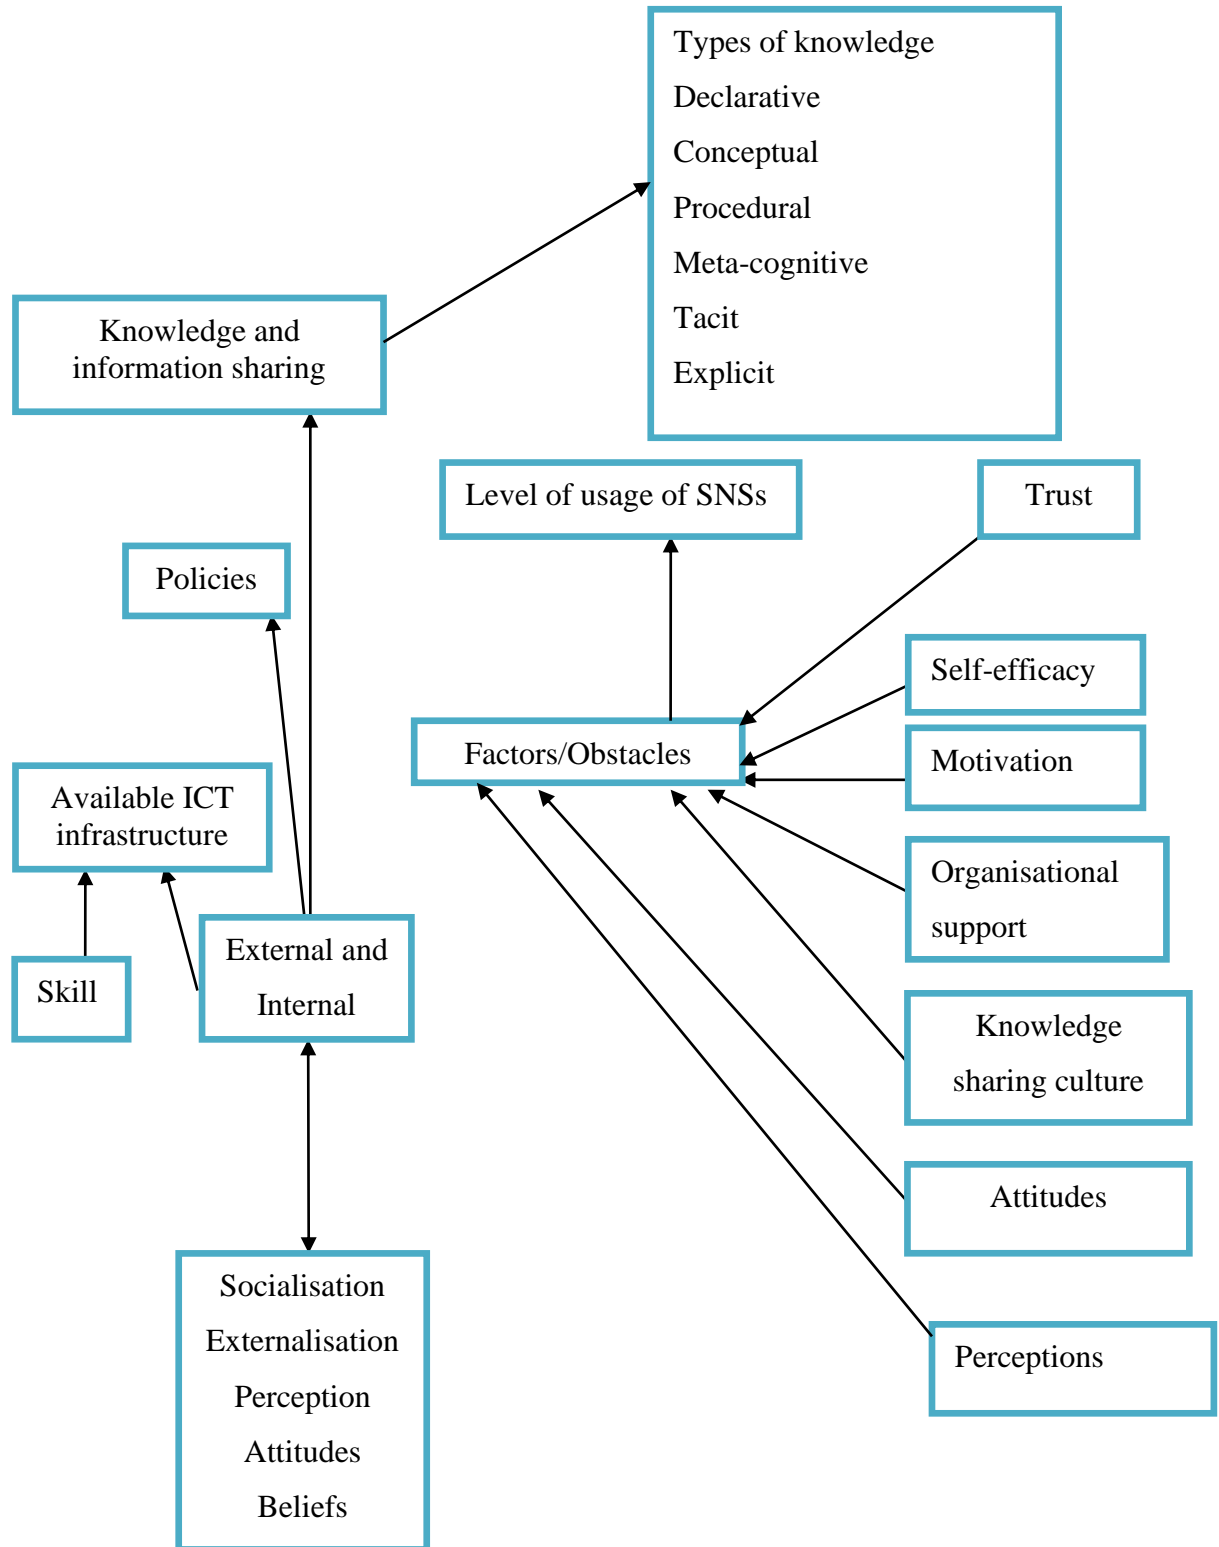 Types of knowledge
Declarative
Conceptual
Procedural
Meta-cognitive
Tacit
Explicit
Knowledge and
information sharing
Level of usage of SNSs
Trust
Policies
Self-efficacy
Factors/Obstacles
Motivation
Available ICT
infrastructure
Organisational
support
External and
Internal
Skill
Knowledge
sharing culture
Attitudes
Socialisation
Externalisation
Perception
Attitudes
Beliefs
Perceptions